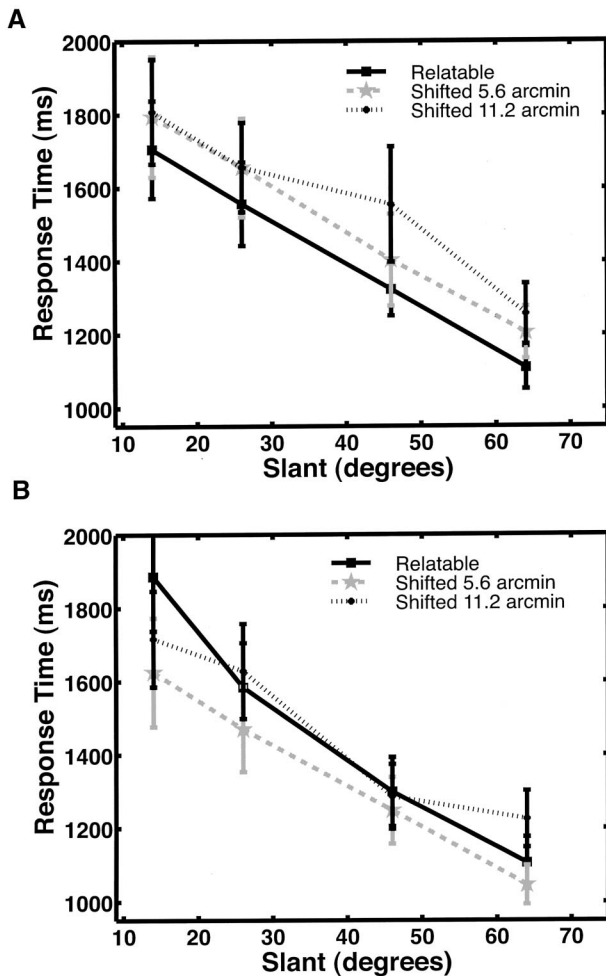 A
2000
1800
1600
1400
1200
1000
Response Time (ms)
Relatable
Shifted 5.6 arcmin
Shifted 11.2 arcmin
10 20 30 40 50 60 70
Slant (degrees)
B
2000
1800
1600
1400
1200
1000
Response Time (ms)
Relatable
Shifted 5.6 arcmin
Shifted 11.2 arcmin
10 20 30 40 50 60 70
Slant (degrees)